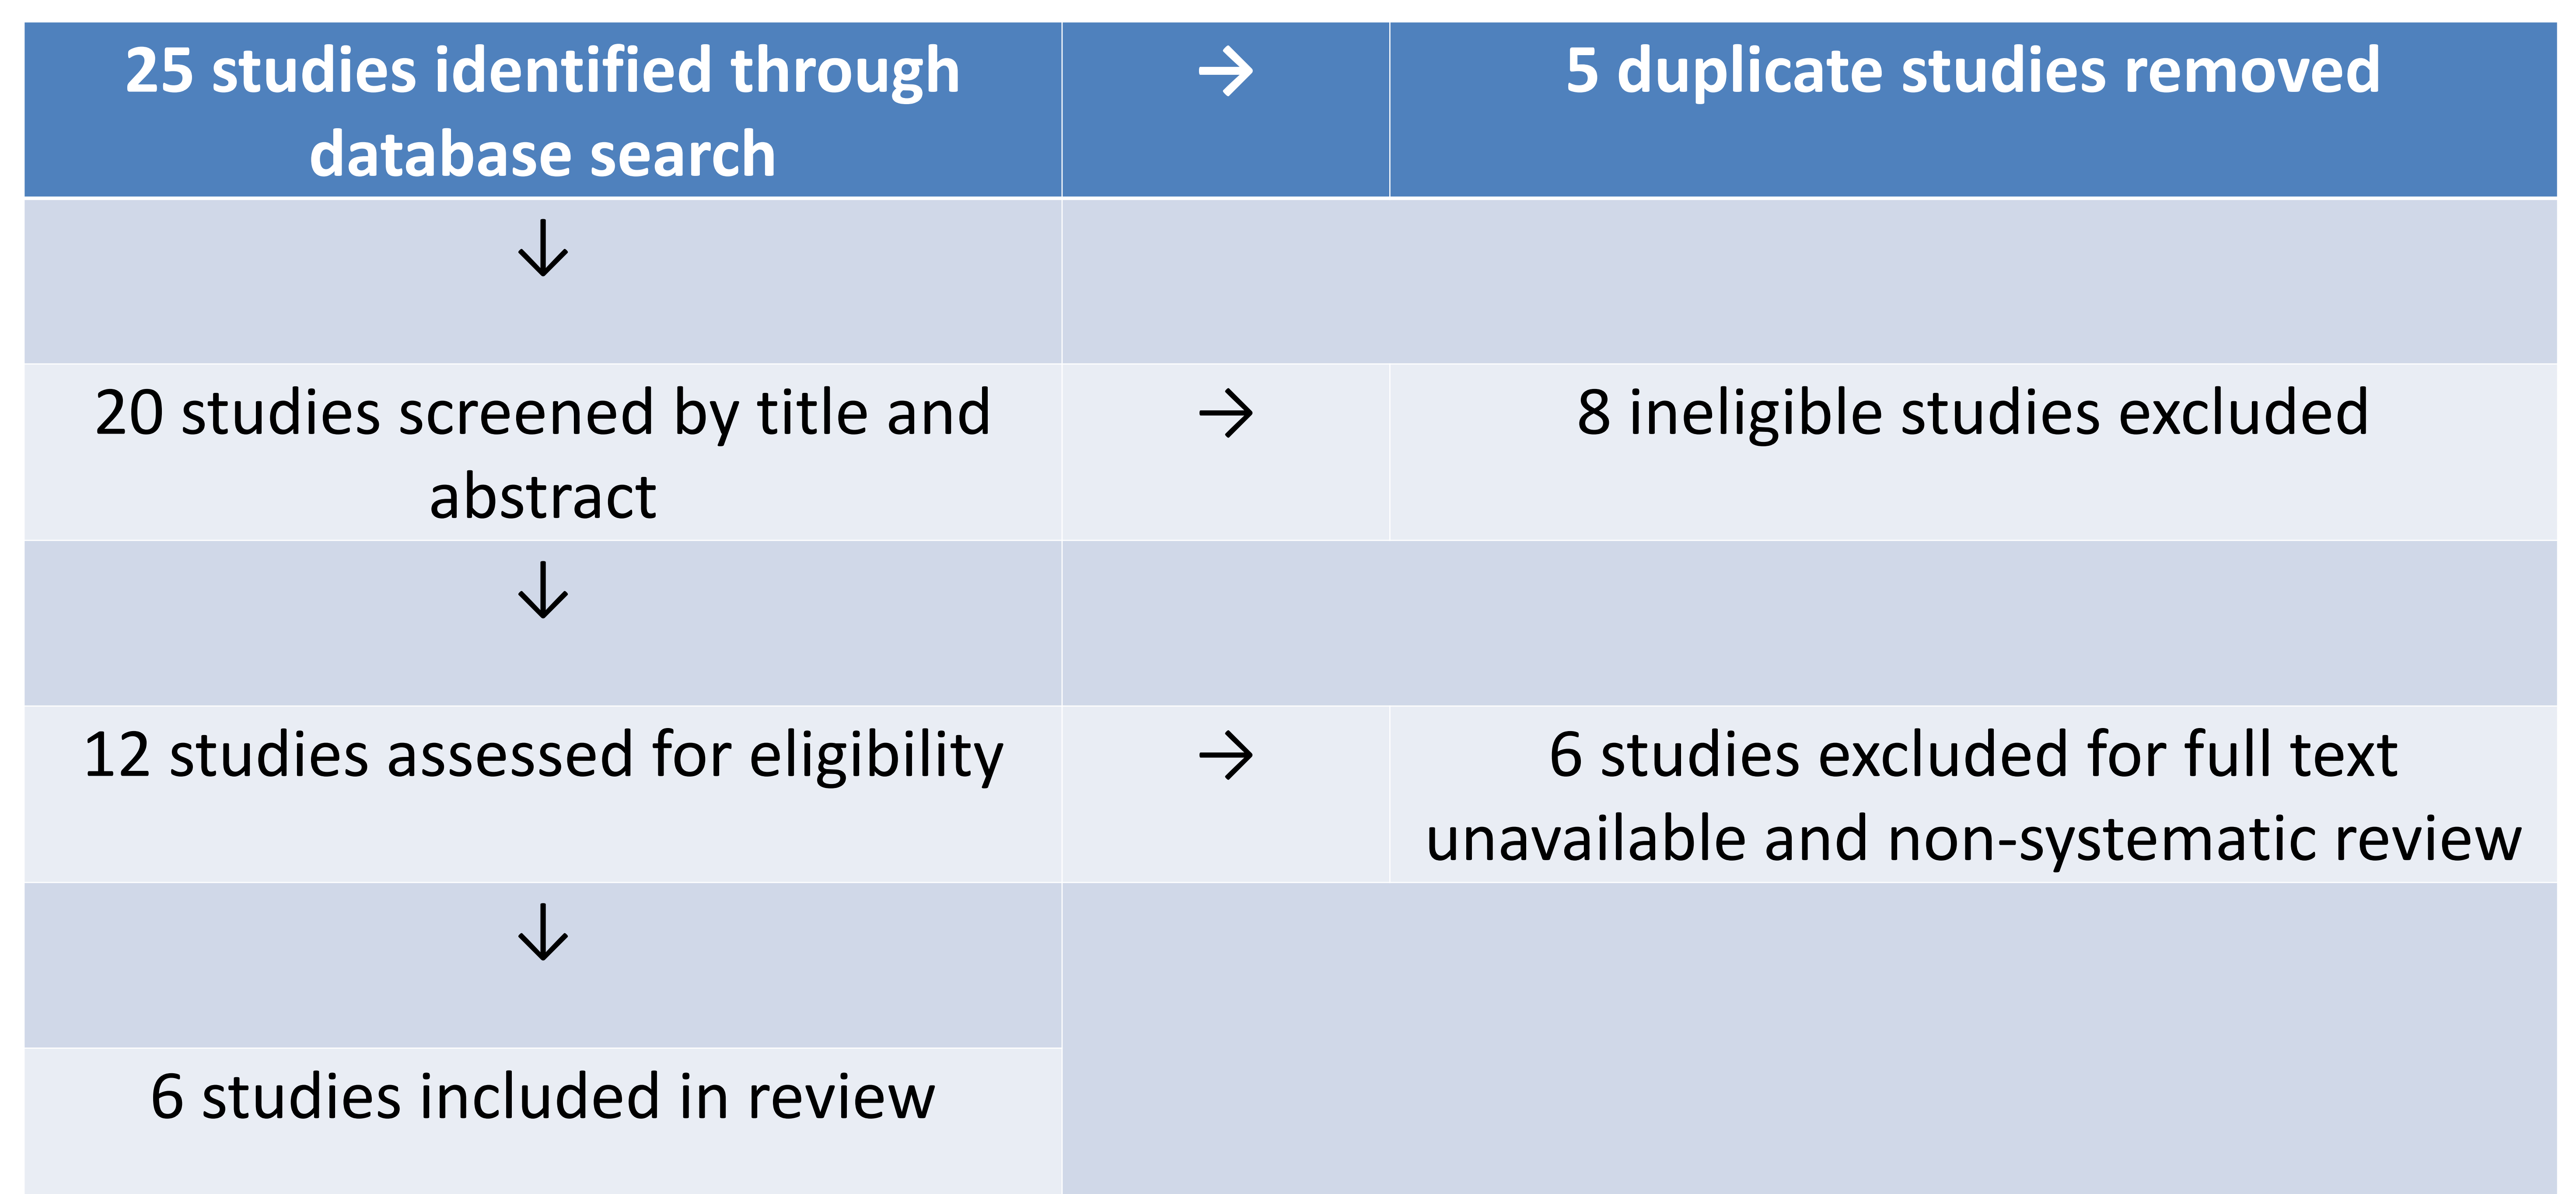 25 studies identified through
database search
→
5 duplicate studies removed
↓
20 studies screened by title and
abstract
→
8 ineligible studies excluded
↓
12 studies assessed for eligibility
→
6 studies excluded for full text
unavailable and non-systematic review
↓
6 studies included in review